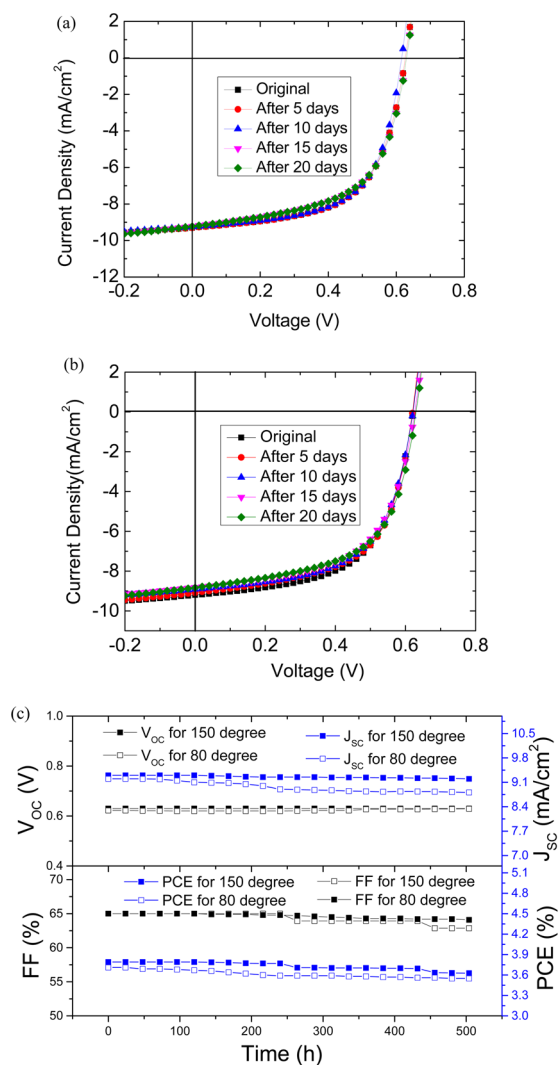 (a)
2
0
-2
-4
-6
-8
-10
-12
Current Density (mA/cm²)
Original
After 5 days
After 10 days
After 15 days
After 20 days
-0.2 0.0 0.2 0.4 0.6 0.8
Voltage (V)
(b)
2
0
-2
-4
-6
-8
-10
Current Density(mA/cm²)
Original
After 5 days
After 10 days
After 15 days
After 20 days
-0.2 0.0 0.2 0.4 0.6 0.8
Voltage (V)
(c)
1.0
0.8
0.6
0.4
V_OC (V)
V_OC for 150 degree
V_OC for 80 degree
J_SC for 150 degree
J_SC for 80 degree
10.5
9.8
9.1
8.4
7.7
7.0
J_SC (mA/cm²)
65
60
55
50
FF (%)
PCE for 150 degree
PCE for 80 degree
FF for 150 degree
FF for 80 degree
5.1
4.8
4.5
4.2
3.9
3.6
3.3
3.0
PCE (%)
0 100 200 300 400 500
Time (h)